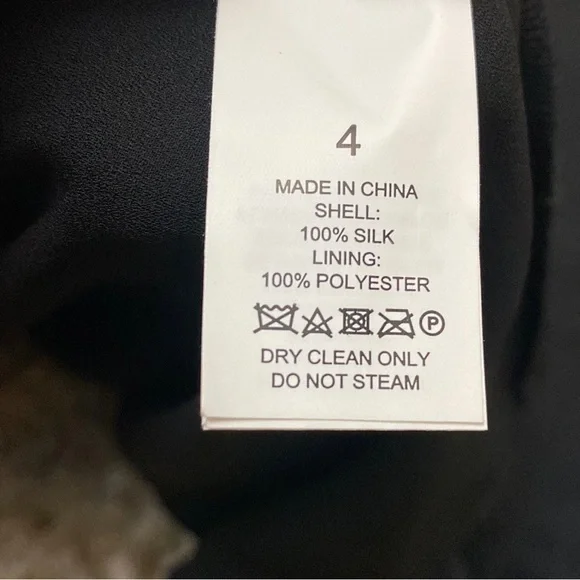 4
MADE IN CHINA
SHELL:
100% SILK
LINING:
100% POLYESTER
P
DRY CLEAN ONLY
DO NOT STEAM